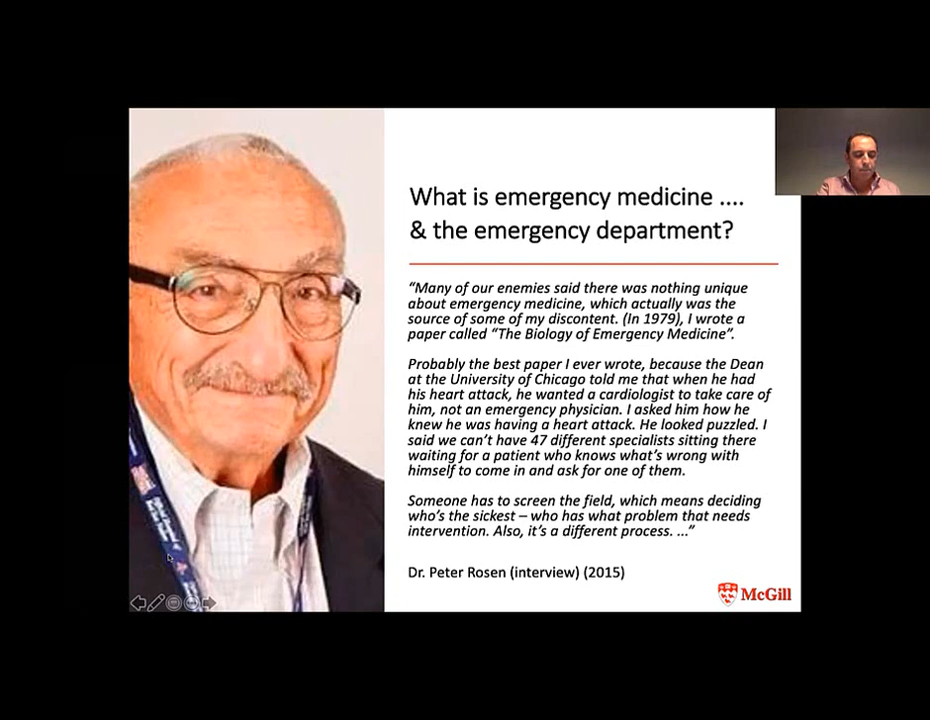 What is emergency medicine ....
& the emergency department?
“Many of our enemies said there was nothing unique
about emergency medicine, which actually was the
source of some of my discontent. (In 1979), I wrote a
paper called “The Biology of Emergency Medicine”.
Probably the best paper I ever wrote, because the Dean
at the University of Chicago told me that when he had
his heart attack, he wanted a cardiologist to take care of
him, not an emergency physician. I asked him how he
knew he was having a heart attack. He looked puzzled. I
said we can’t have 47 different specialists sitting there
waiting for a patient who knows what’s wrong with
himself to come in and ask for one of them.
Someone has to screen the field, which means deciding
who’s the sickest – who has what problem that needs
intervention. Also, it’s a different process. ...”
Dr. Peter Rosen (interview) (2015)
McGill